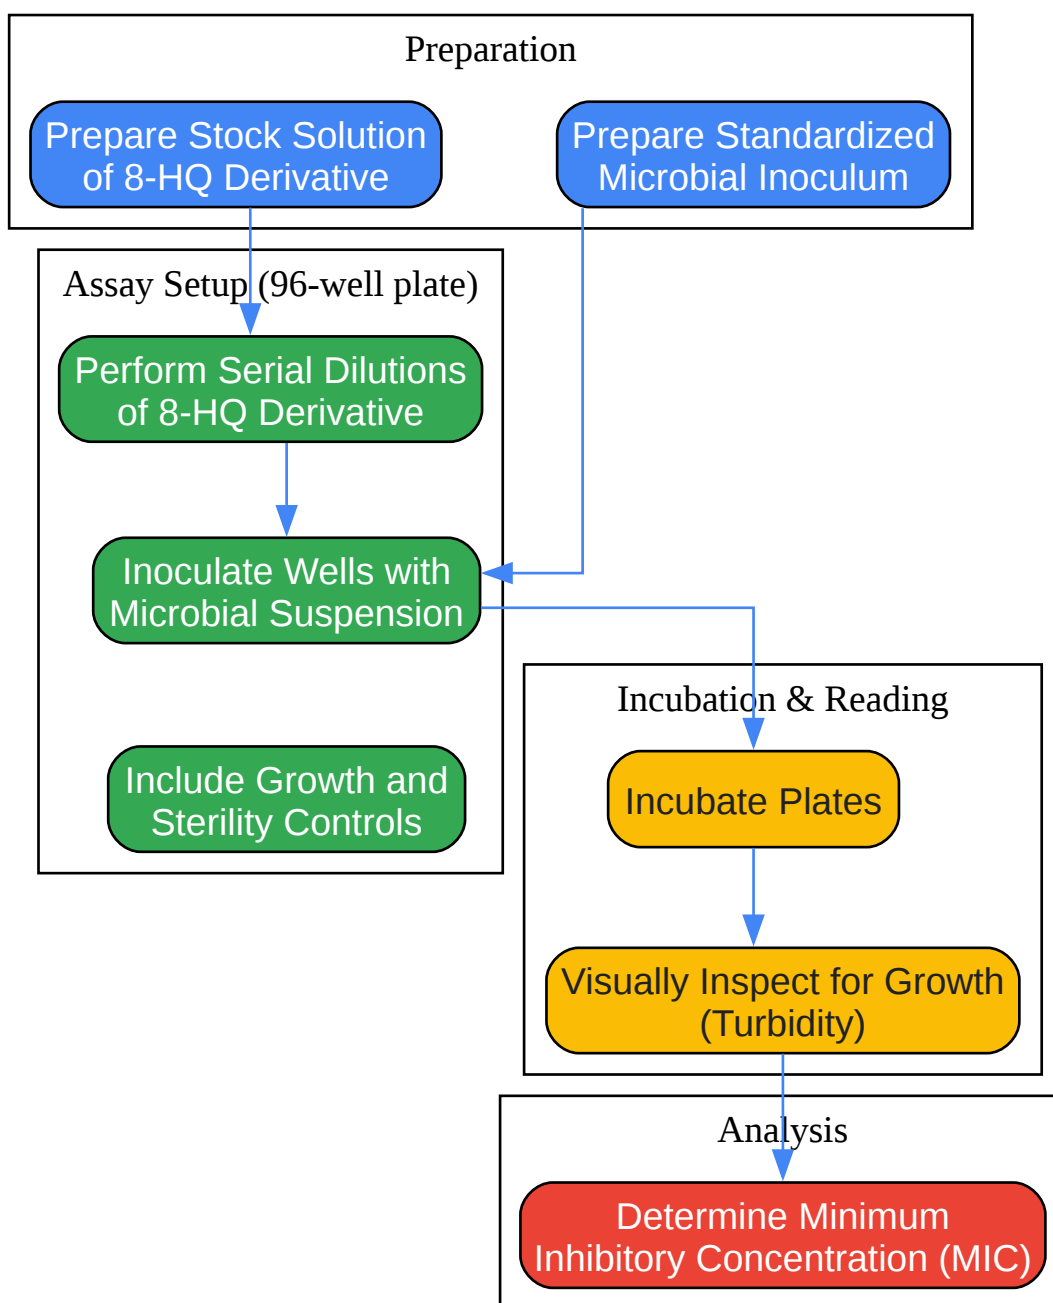 Preparation
Prepare Stock Solution
of 8-HQ Derivative
Prepare Standardized
Microbial Inoculum
Assay Setup (96-well plate)
Perform Serial Dilutions
of 8-HQ Derivative
Inoculate Wells with
Microbial Suspension
Include Growth and
Sterility Controls
Incubation & Reading
Incubate Plates
Visually Inspect for Growth
(Turbidity)
Analysis
Determine Minimum
Inhibitory Concentration (MIC)